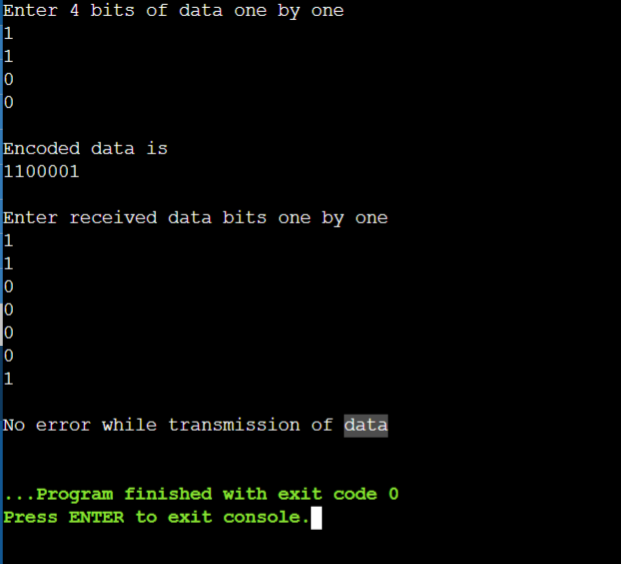 Enter 4 bits of data one by one
1
1
0
0
Encoded data is
1100001
Enter received data bits one by one
1
1
0
0
0
0
1
No error while transmission of data
...Program finished with exit code 0
Press ENTER to exit console.